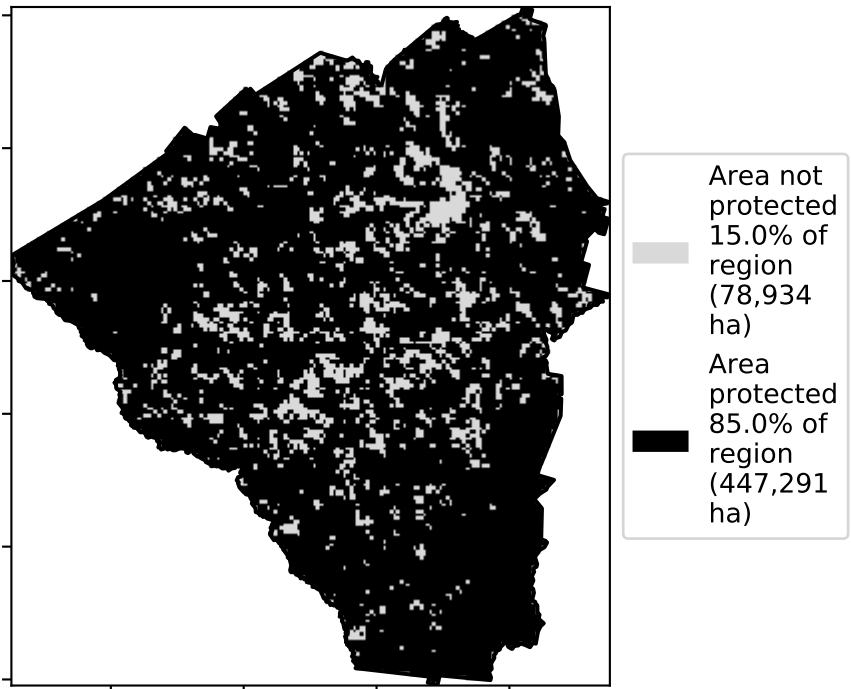 Area not
protected
15.0% of
region
(78,934
ha)
Area
protected
85.0% of
region
(447,291
ha)